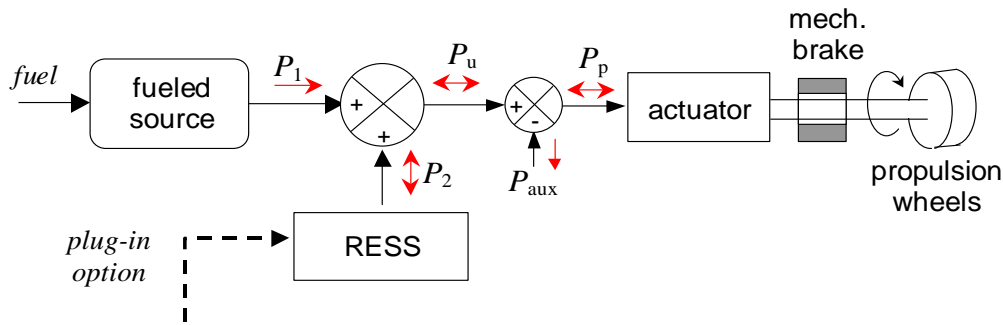 mech.
brake
fuel
fueled
source
P1
Pu
Pp
+
+
+
-
actuator
P2
Paux
propulsion
wheels
plug-in
option
RESS